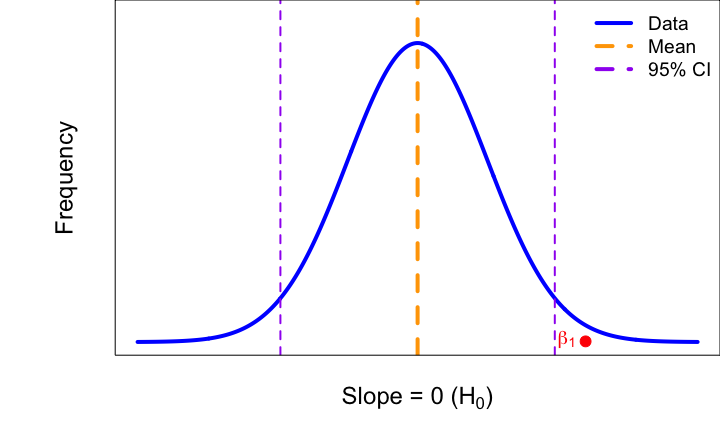 Data
Mean
95% CI
Frequency
β₁
Slope = 0 (H₀)